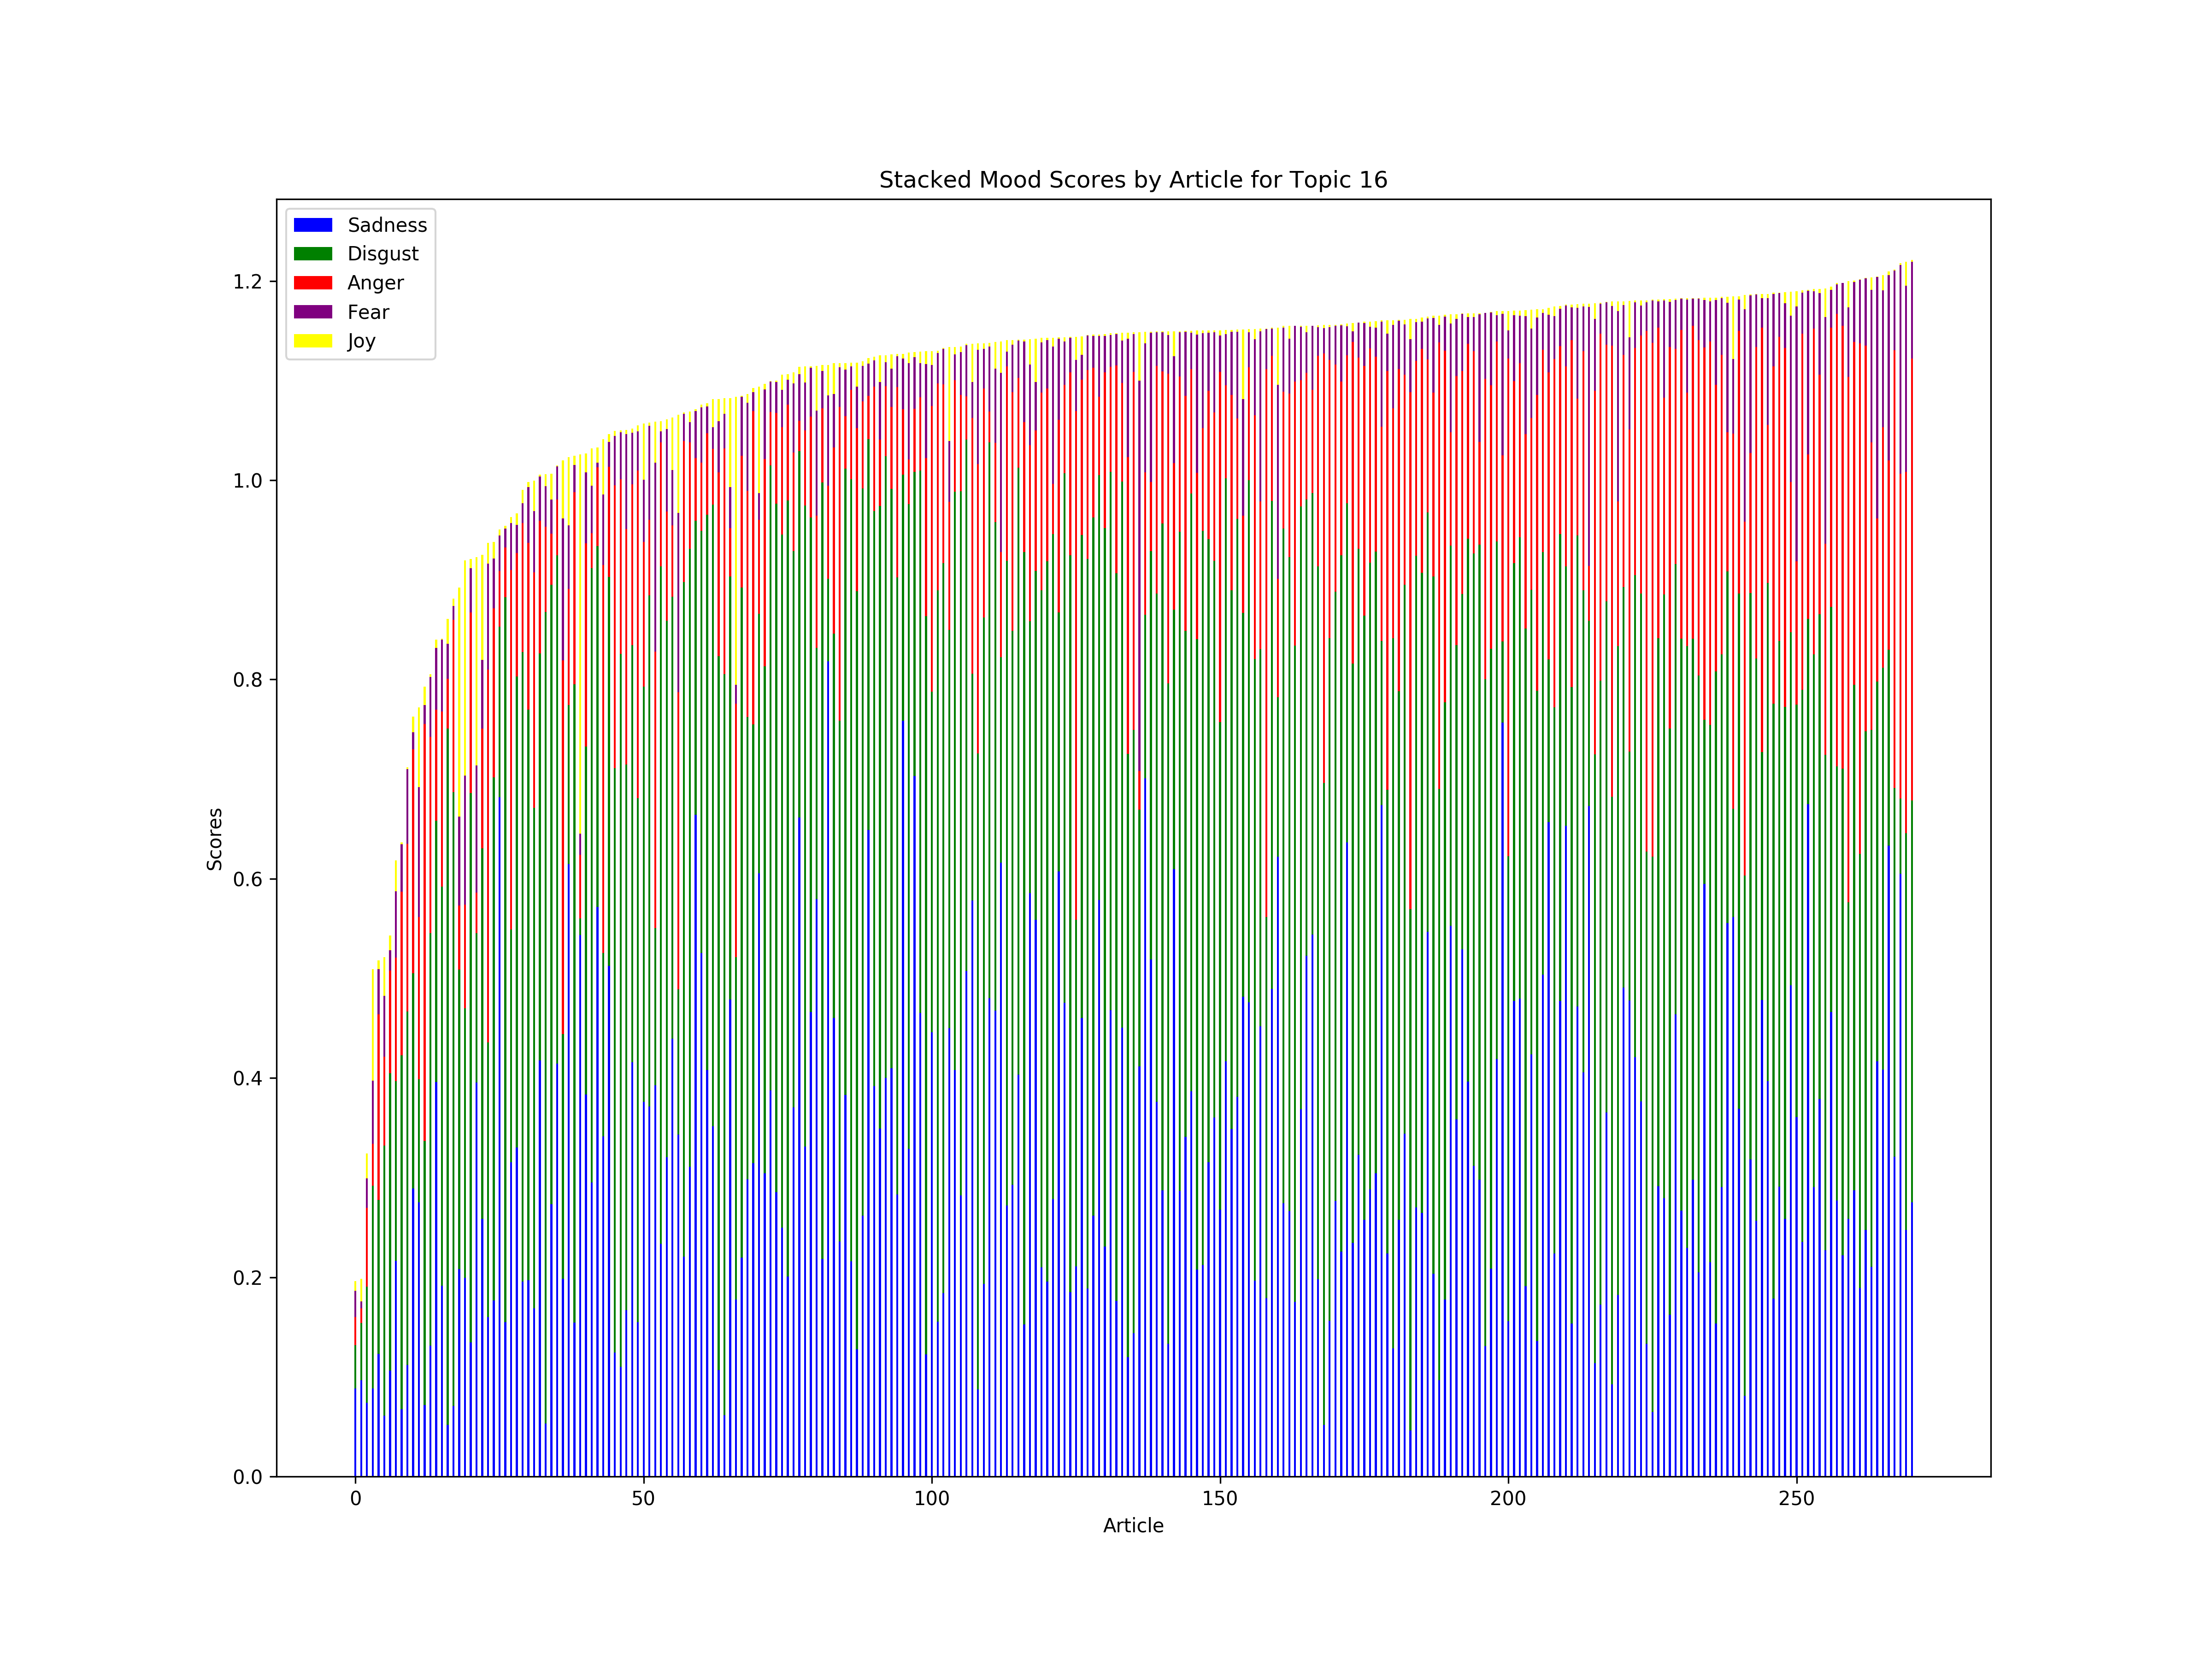 Stacked Mood Scores by Article for Topic 16
Sadness
Disgust
Anger
Fear
Joy
1.2
1.0
0.8
0.6
0.4
0.2
0.0
Scores
0 50 100 150 200 250
Article